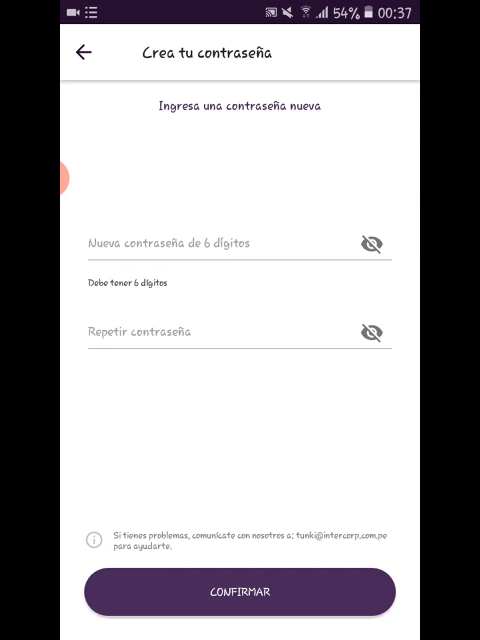 54% 00:37
Crea tu contraseña
Ingresa una contraseña nueva
Nueva contraseña de 6 dígitos
Debe tener 6 dígitos
Repetir contraseña
Si tienes problemas, comunícate con nosotros a: tunki@intercorp.com.pe
para ayudarte.
CONFIRMAR